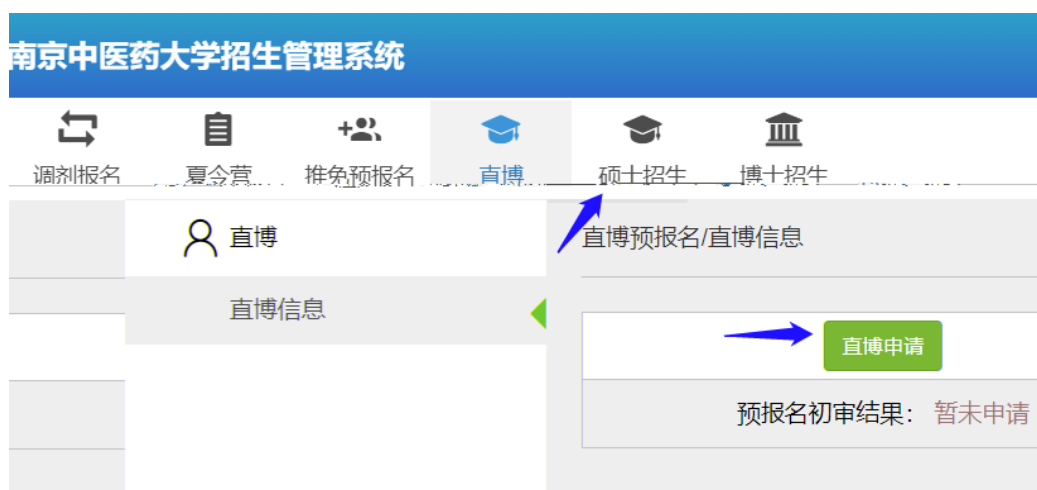 南京中医药大学招生管理系统
调剂报名 夏令营 推免预报名 直博 硕士招生 博士招生
直博 直博预报名/直博信息
直博信息
直博申请
预报名初审结果： 暂未申请